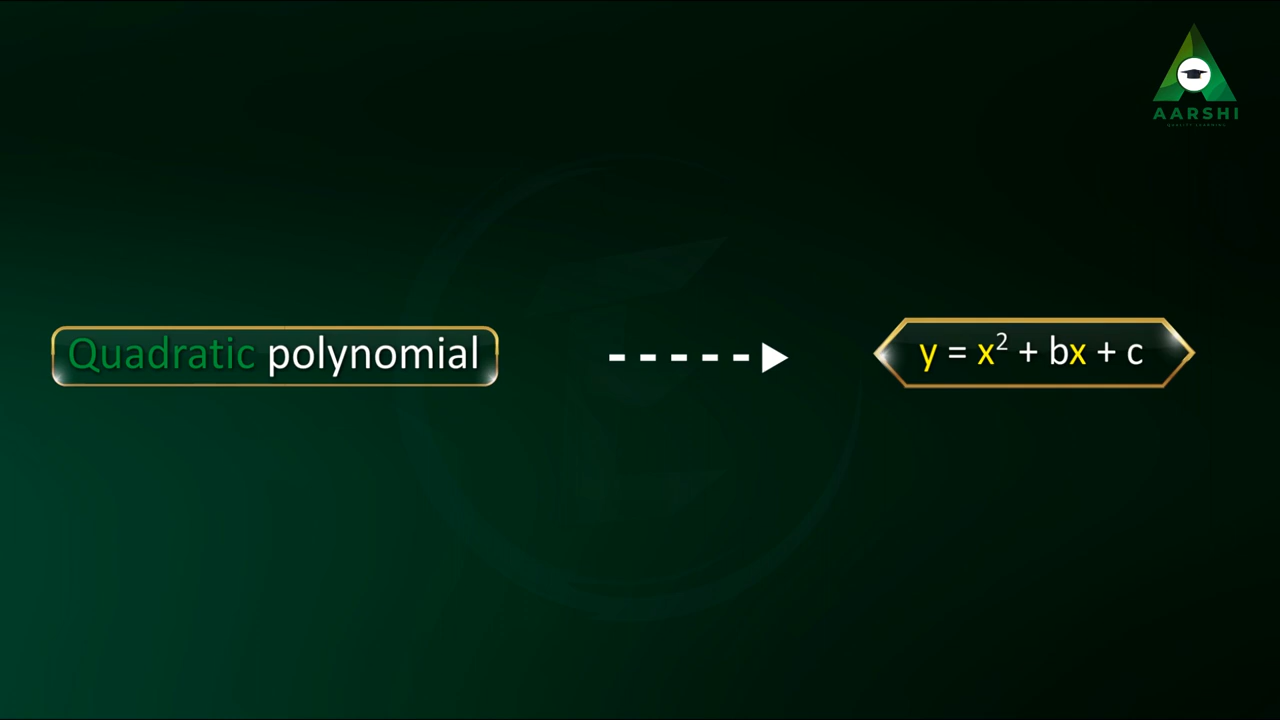 AARSHI
Quadratic polynomial
y = x² + bx + c